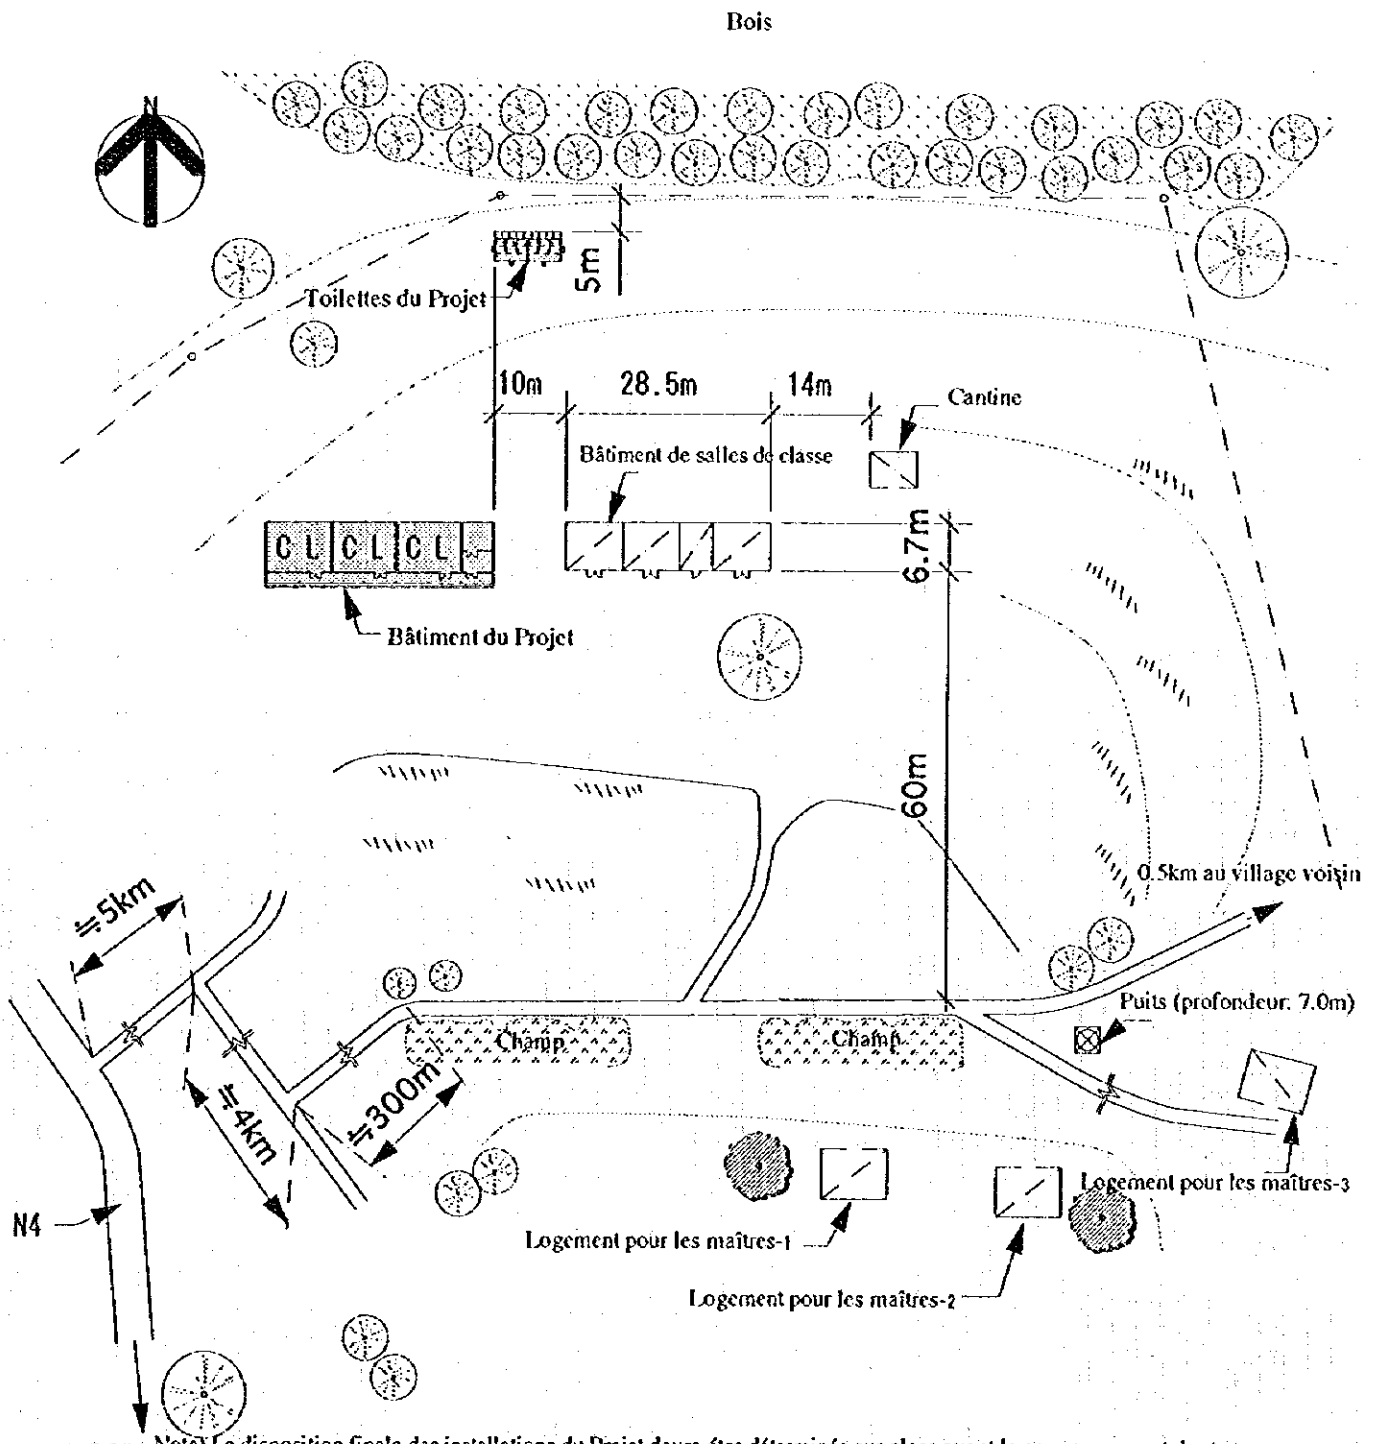 Bois
N
5m
Toilettes du Projet
10m
28.5m
14m
Cantine
Bâtiment de salles de classe
CL
CL
CL
6.7m
Bâtiment du Projet
60m
0.5km au village voisin
≒5km
Puits (profondeur: 7.0m)
Champ
Champ
≒300m
≒4km
Logement pour les maîtres-3
N4
Logement pour les maîtres-1
Logement pour les maîtres-2